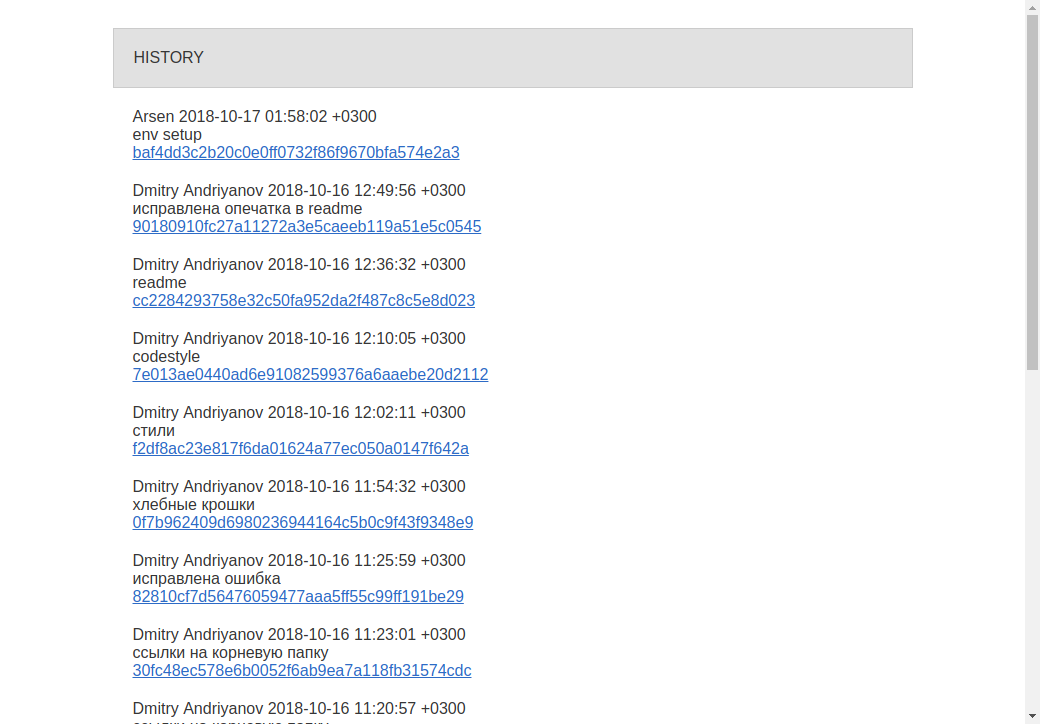 HISTORY
Arsen 2018-10-17 01:58:02 +0300
env setup
baf4dd3c2b20c0e0ff0732f86f9670bfa574e2a3
Dmitry Andriyanov 2018-10-16 12:49:56 +0300
исправлена опечатка в readme
90180910fc27a11272a3e5caeeb119a51e5c0545
Dmitry Andriyanov 2018-10-16 12:36:32 +0300
readme
cc2284293758e32c50fa952da2f487c8c5e8d023
Dmitry Andriyanov 2018-10-16 12:10:05 +0300
codestyle
7e013ae0440ad6e91082599376a6aaebe20d2112
Dmitry Andriyanov 2018-10-16 12:02:11 +0300
стили
f2df8ac23e817f6da01624a77ec050a0147f642a
Dmitry Andriyanov 2018-10-16 11:54:32 +0300
хлебные крошки
0f7b962409d6980236944164c5b0c9f43f9348e9
Dmitry Andriyanov 2018-10-16 11:25:59 +0300
исправлена ошибка
82810cf7d56476059477aaa5ff55c99ff191be29
Dmitry Andriyanov 2018-10-16 11:23:01 +0300
ссылки на корневую папку
30fc48ec578e6b0052f6ab9ea7a118fb31574cdc
Dmitry Andriyanov 2018-10-16 11:20:57 +0300
ссылки на корневую папку